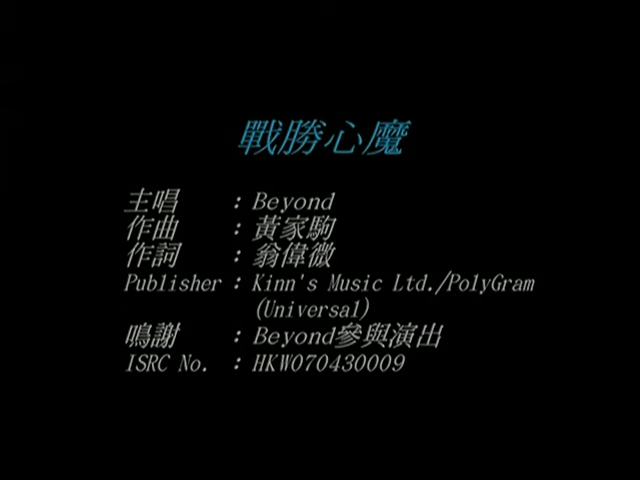 戰勝心魔
主唱 : Beyond
作曲 : 黃家駒
作詞 : 翁偉微
Publisher : Kinn's Music Ltd./PolyGram
(Universal)
鳴謝 : Beyond參與演出
ISRC No. : HKW070430009